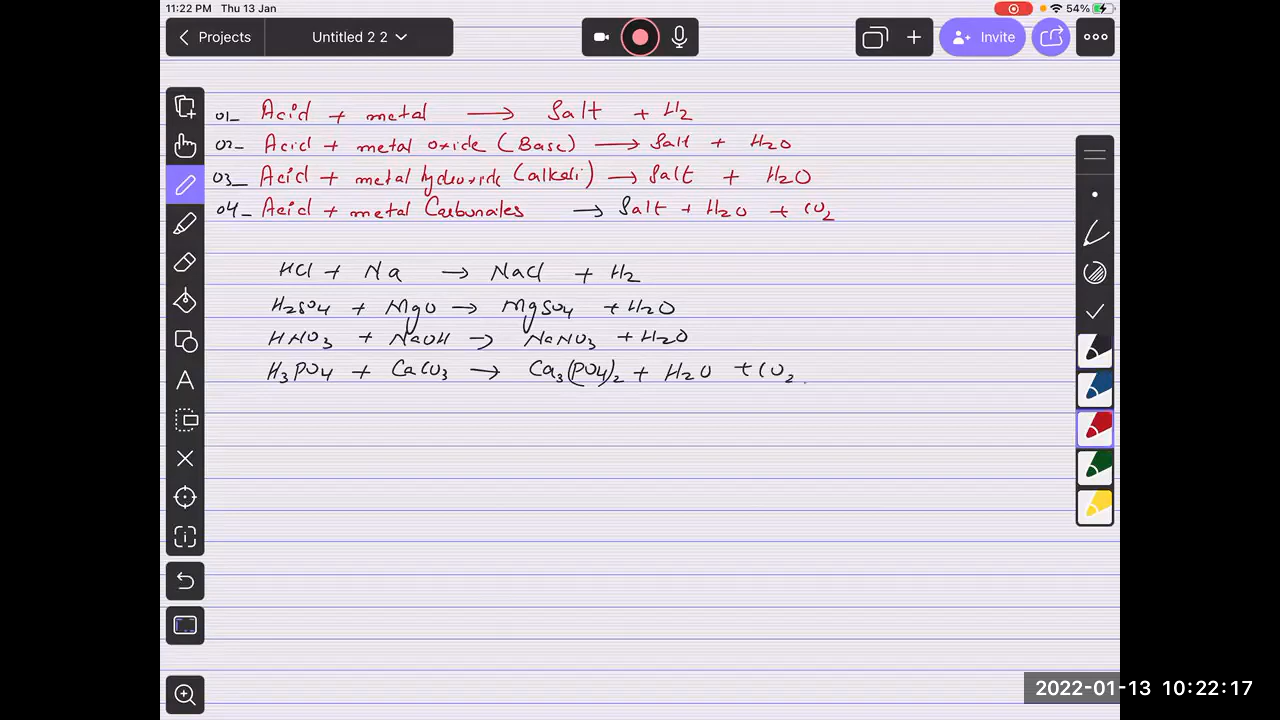 11:22 PM Thu 13 Jan 54%
Projects Untitled 2 2 Invite
01_ Acid + metal → Salt + H2
02- Acid + metal oxide (Base) → Salt + H2O
03_ Acid + metal hydroxide (alkali) → Salt + H2O
04_ Acid + metal Carbonates → Salt + H2O + CO2
HCl + Na → NaCl + H2
H2SO4 + MgO → MgSO4 + H2O
HNO3 + NaOH → NaNO3 + H2O
H3PO4 + CaCO3 → Ca3(PO4)2 + H2O + CO2
A
2022-01-13 10:22:17